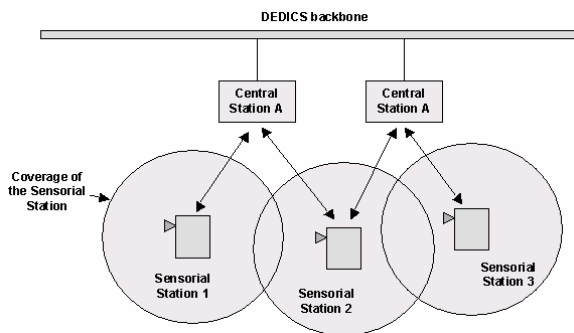 DEDICS backbone
Central
Station A
Central
Station A
Coverage of
the Sensorial
Station
Sensorial
Station 1
Sensorial
Station 2
Sensorial
Station 3